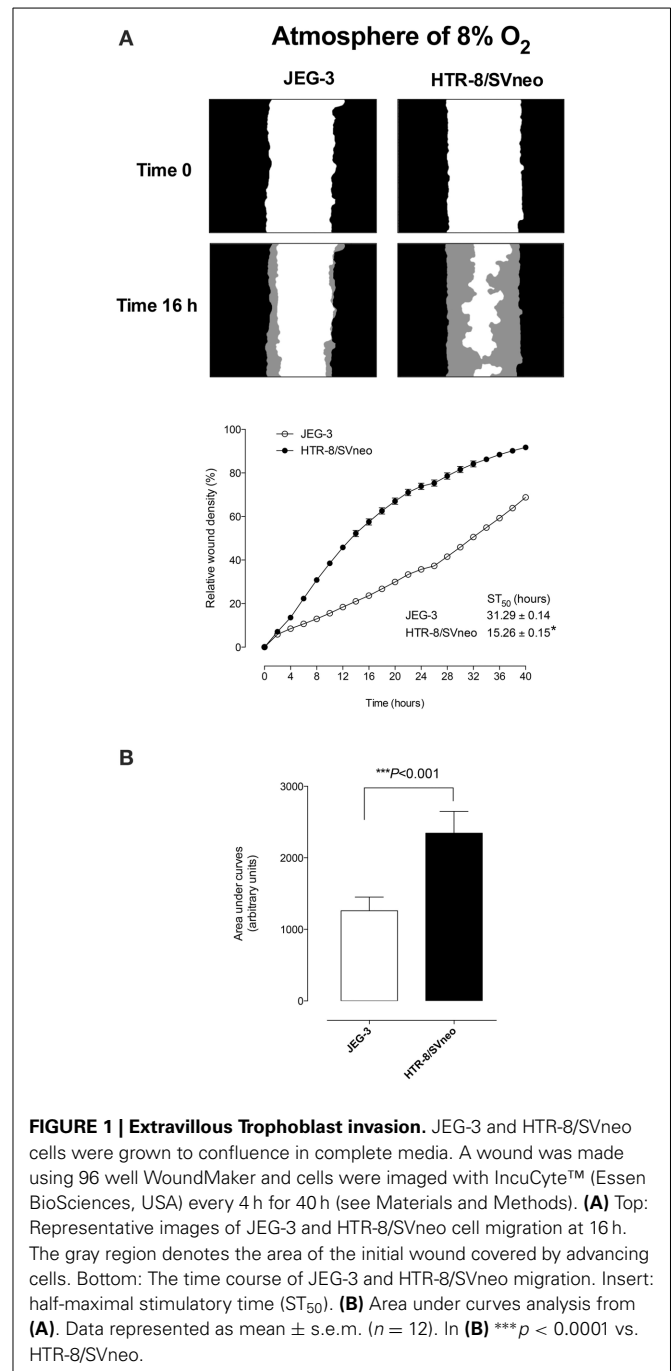 A
Atmosphere of 8% O₂
JEG-3 HTR-8/SVneo
Time 0
Time 16 h
100
80
60
40
20
0
Relative wound density (%)
JEG-3
HTR-8/SVneo
ST₅₀ (hours)
JEG-3 31.29 ± 0.14
HTR-8/SVneo 15.26 ± 0.15*
0 4 8 12 16 20 24 28 32 36 40
Time (hours)
B
***P<0.001
3000
2000
1000
0
Area under curves
(arbitrary units)
JEG-3
HTR-8/SVneo
FIGURE 1 | Extravillous Trophoblast invasion. JEG-3 and HTR-8/SVneo
cells were grown to confluence in complete media. A wound was made
using 96 well WoundMaker and cells were imaged with IncuCyte™ (Essen
BioSciences, USA) every 4 h for 40 h (see Materials and Methods). (A) Top:
Representative images of JEG-3 and HTR-8/SVneo cell migration at 16 h.
The gray region denotes the area of the initial wound covered by advancing
cells. Bottom: The time course of JEG-3 and HTR-8/SVneo migration. Insert:
half-maximal stimulatory time (ST₅₀). (B) Area under curves analysis from
(A). Data represented as mean ± s.e.m. (n = 12). In (B) ***p < 0.0001 vs.
HTR-8/SVneo.